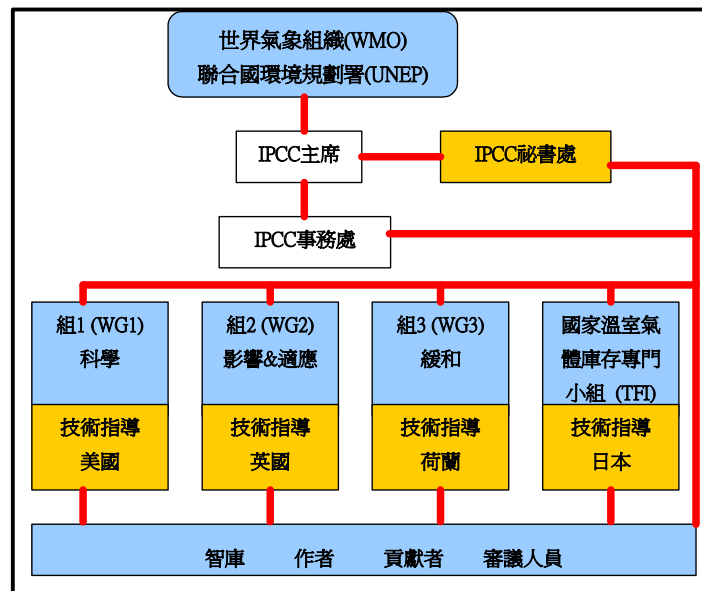 世界氣象組織(WMO)
聯合國環境規劃署(UNEP)
IPCC主席
IPCC祕書處
IPCC事務處
組1 (WG1)
科學
技術指導
美國
組2 (WG2)
影響&適應
技術指導
英國
組3 (WG3)
緩和
技術指導
荷蘭
國家溫室氣
體庫存專門
小組 (TFI)
技術指導
日本
智庫 作者 貢獻者 審議人員